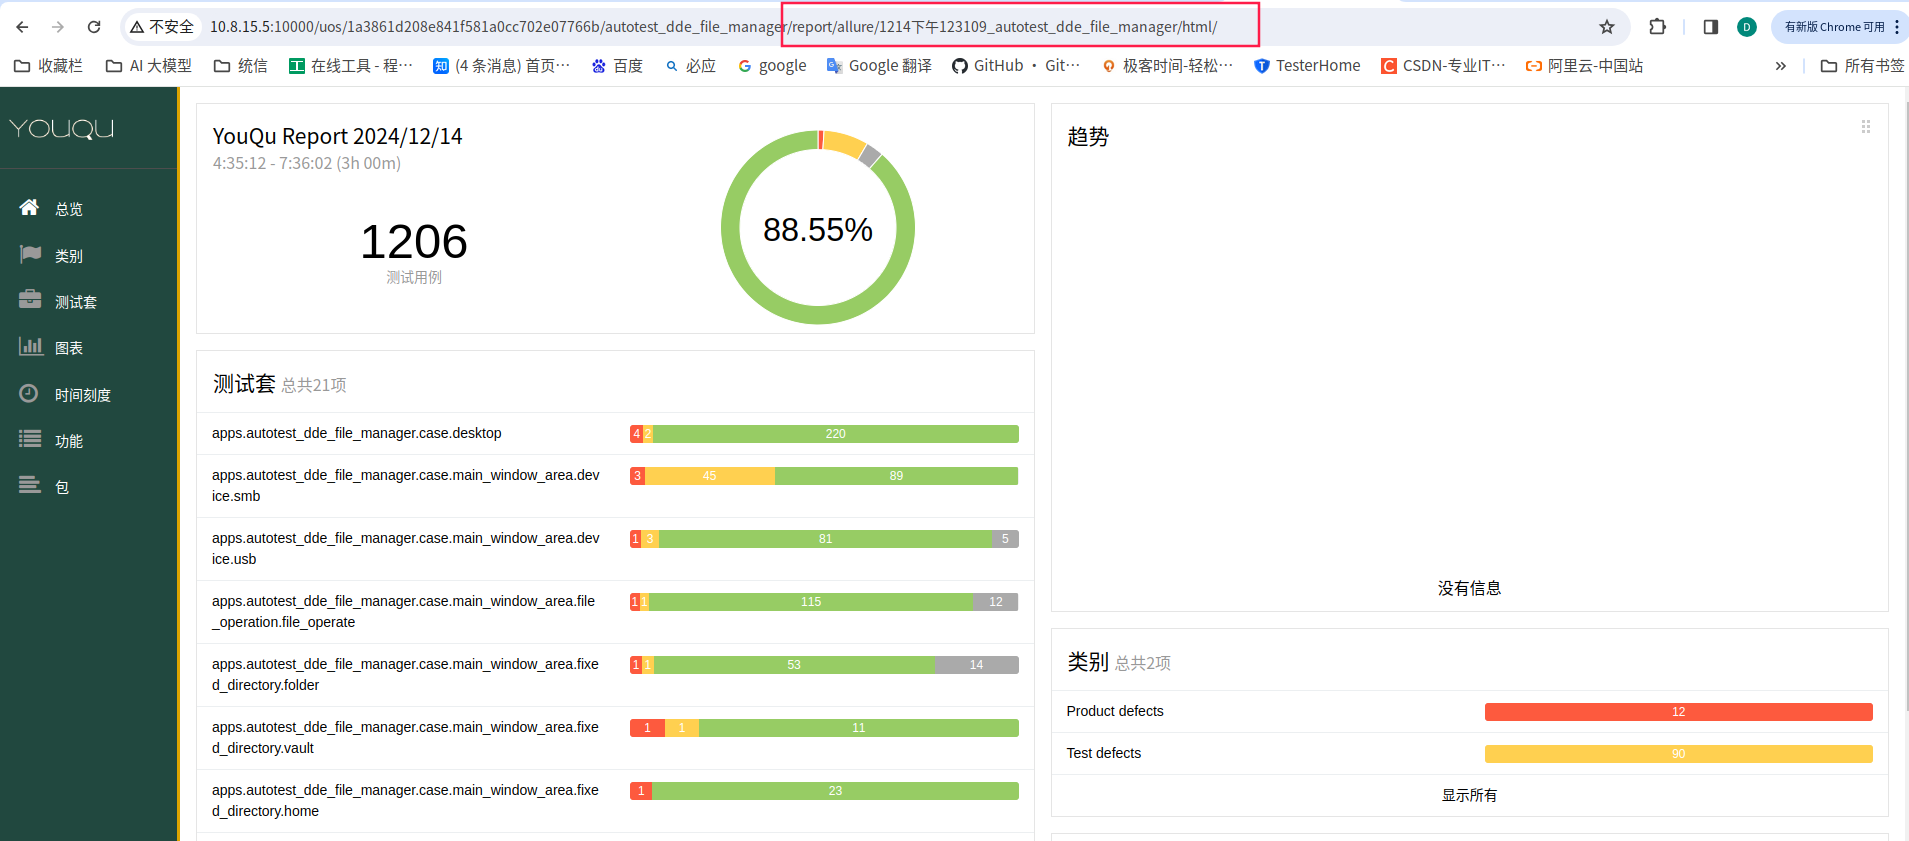 不安全 10.8.15.5:10000/uos/1a3861d208e841f581a0cc702e07766b/autotest_dde_file_manager/report/allure/1214下午123109_autotest_dde_file_manager/html/ D 有新版 Chrome 可用
收藏栏 AI 大模型 统信 在线工具 - 程… (4 条消息) 首页… 百度 必应 google Google 翻译 GitHub · Git… 极客时间-轻松… TesterHome CSDN-专业IT… 阿里云-中国站 » 所有书签
YOUQU
总览
类别
测试套
图表
时间刻度
功能
包
YouQu Report 2024/12/14
4:35:12 - 7:36:02 (3h 00m)
1206
测试用例
88.55%
测试套 总共21项
apps.autotest_dde_file_manager.case.desktop
4 2 220
apps.autotest_dde_file_manager.case.main_window_area.dev
ice.smb
3 45 89
apps.autotest_dde_file_manager.case.main_window_area.dev
ice.usb
1 3 81 5
apps.autotest_dde_file_manager.case.main_window_area.file
_operation.file_operate
1 1 115 12
apps.autotest_dde_file_manager.case.main_window_area.fixe
d_directory.folder
1 1 53 14
apps.autotest_dde_file_manager.case.main_window_area.fixe
d_directory.vault
1 1 11
apps.autotest_dde_file_manager.case.main_window_area.fixe
d_directory.home
1 23
趋势
没有信息
类别 总共2项
Product defects 12
Test defects 90
显示所有